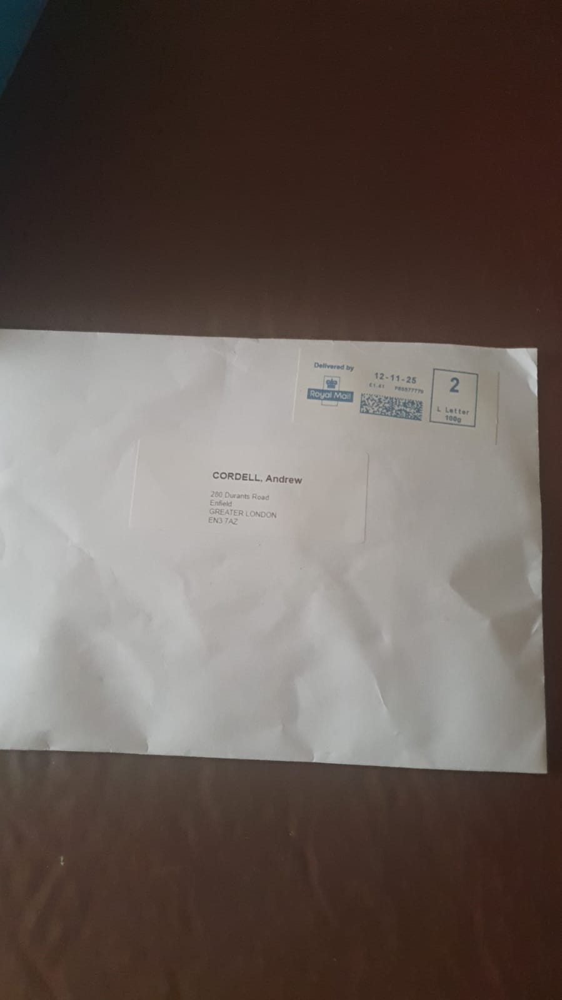 Delivered by
Royal Mail
12-11-25
£1.41 PB8577779
2
L Letter
100g
CORDELL, Andrew
280 Durants Road
Enfield
GREATER LONDON
EN3 7AZ